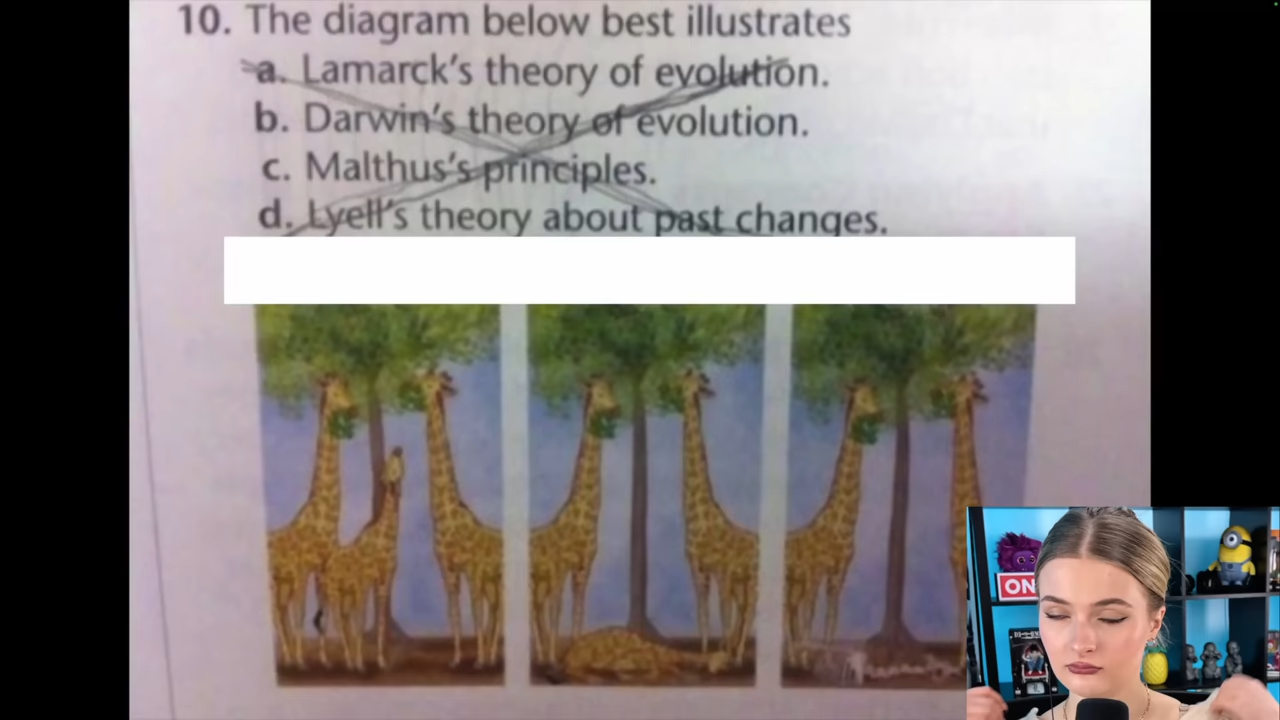 10. The diagram below best illustrates
a. Lamarck's theory of evolution.
b. Darwin's theory of evolution.
c. Malthus's principles.
d. Lyell's theory about past changes.
ON